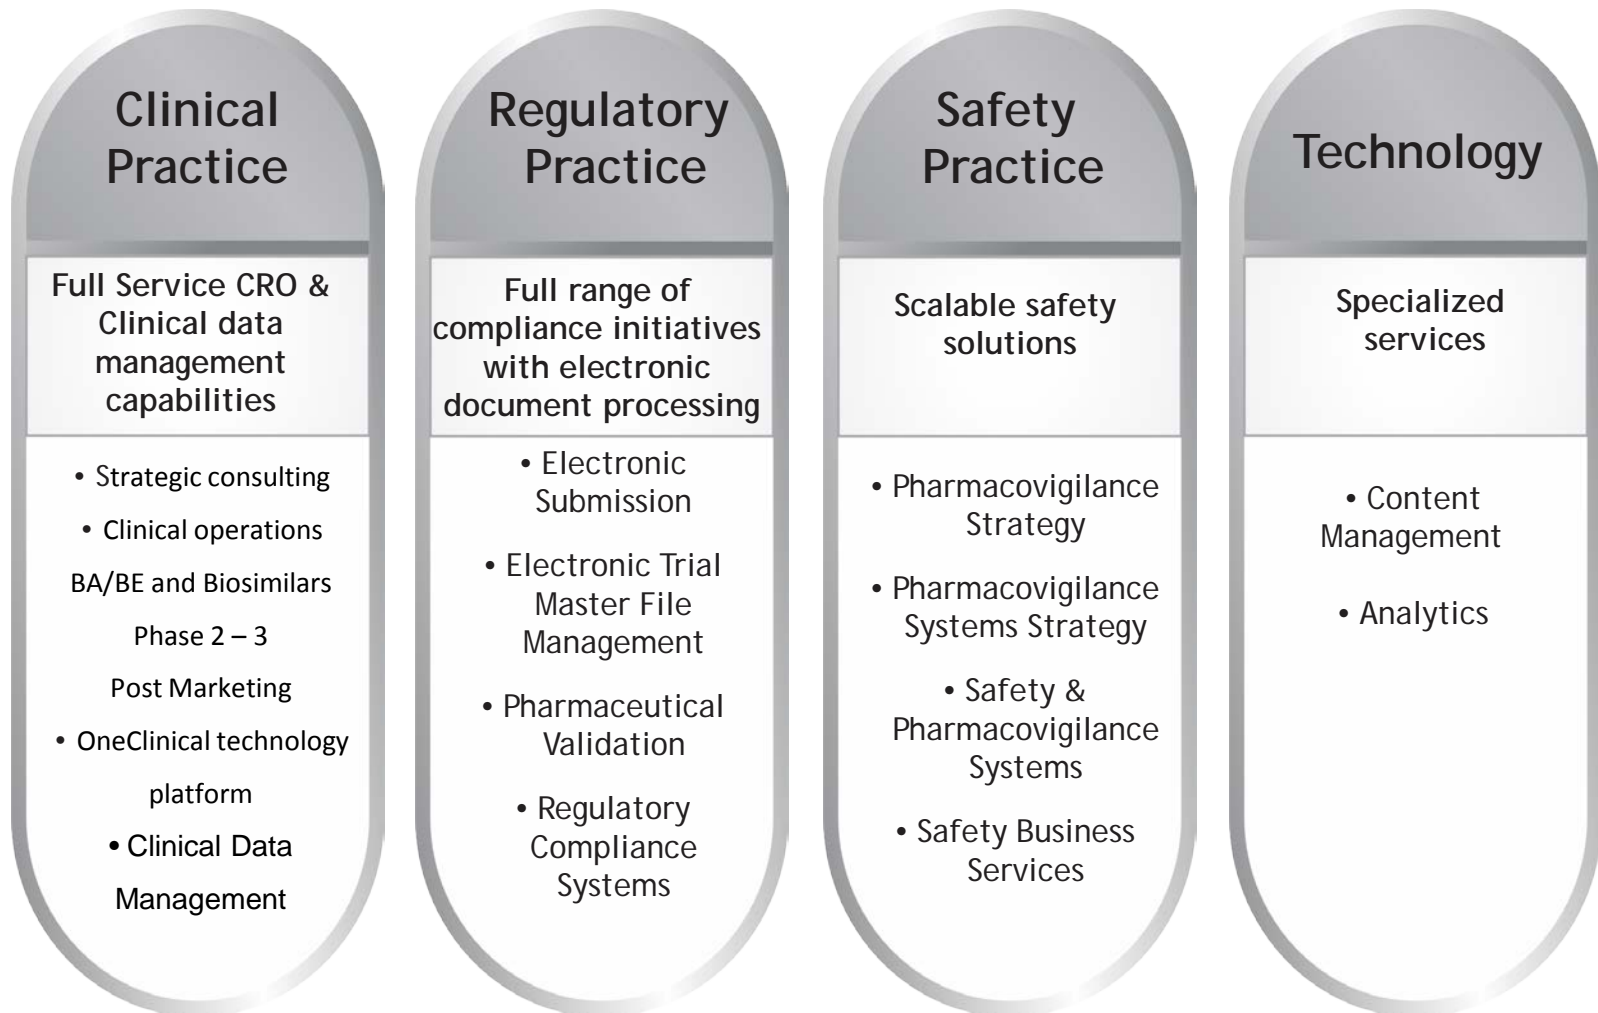 Clinical
Practice
Full Service CRO &
Clinical data
management
capabilities
• Strategic consulting
• Clinical operations
BA/BE and Biosimilars
Phase 2 – 3
Post Marketing
• OneClinical technology
platform
• Clinical Data
Management
Regulatory
Practice
Full range of
compliance initiatives
with electronic
document processing
• Electronic
Submission
• Electronic Trial
Master File
Management
• Pharmaceutical
Validation
• Regulatory
Compliance
Systems
Safety
Practice
Scalable safety
solutions
• Pharmacovigilance
Strategy
• Pharmacovigilance
Systems Strategy
• Safety &
Pharmacovigilance
Systems
• Safety Business
Services
Technology
Specialized
services
• Content
Management
• Analytics